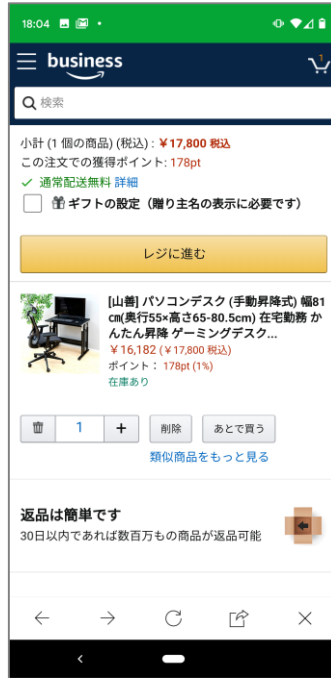 18:04
business
1
検索
小計 (1 個の商品) (税込) : ¥17,800 税込
この注文での獲得ポイント: 178pt
✓ 通常配送無料 詳細
ギフトの設定（贈り主名の表示に必要です）
レジに進む
[山善] パソコンデスク (手動昇降式) 幅81
cm(奥行55×高さ65-80.5cm) 在宅勤務 か
んたん昇降 ゲーミングデスク...
¥16,182 (¥17,800 税込)
ポイント： 178pt (1%)
在庫あり
1 + 削除 あとで買う
類似商品をもっと見る
返品は簡単です
30日以内であれば数百万もの商品が返品可能